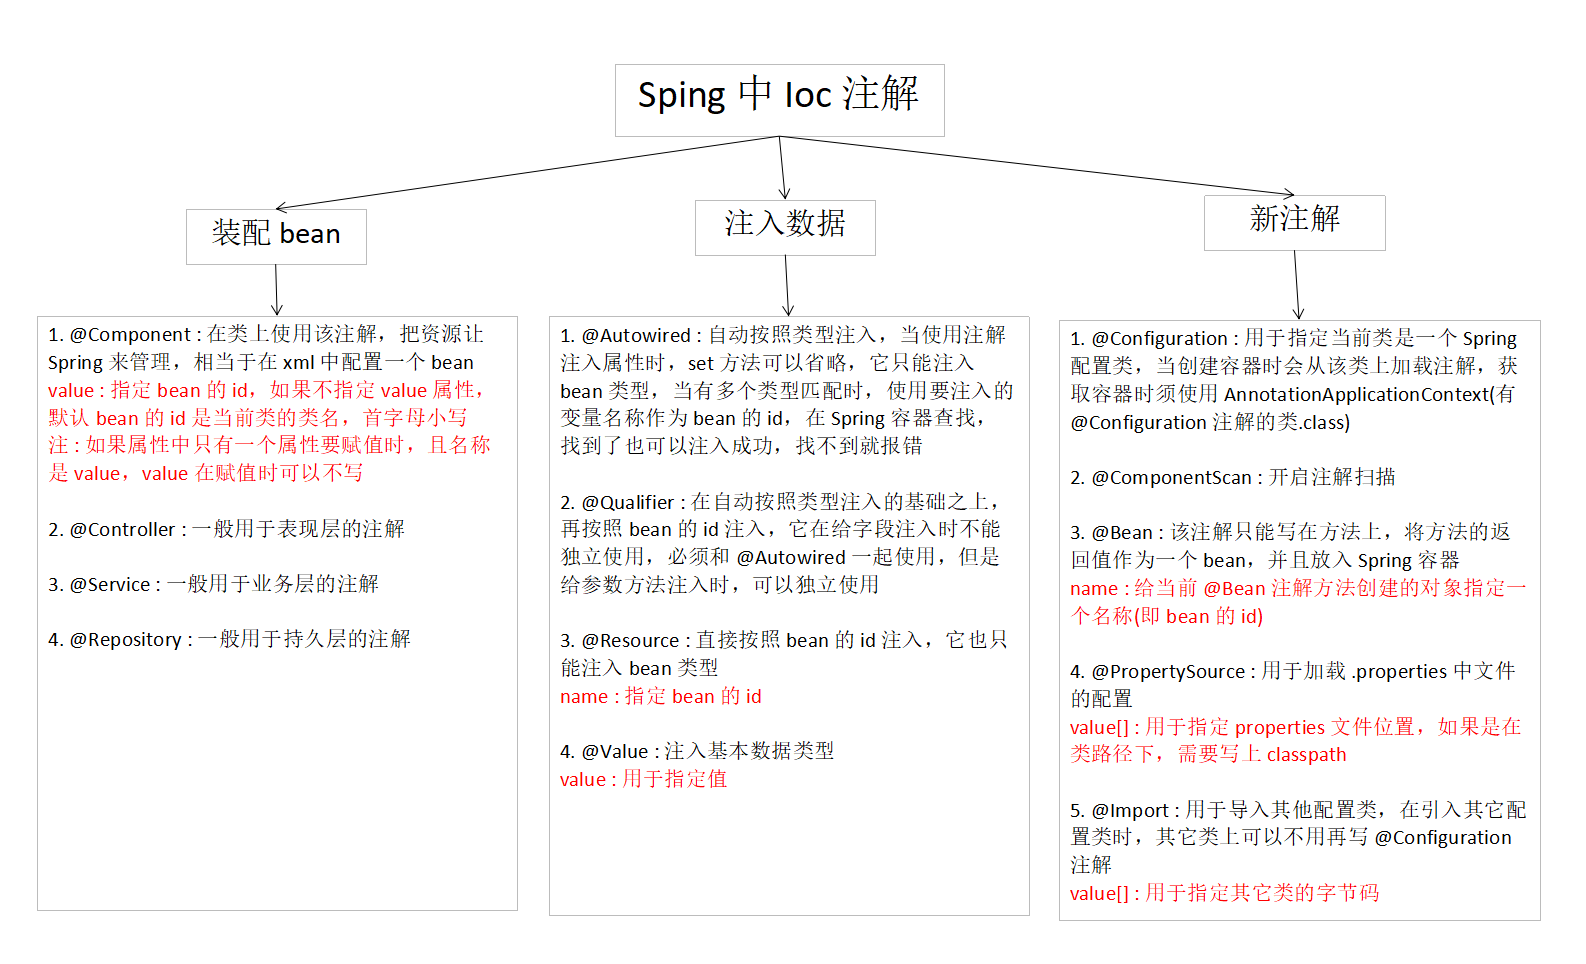 Sping 中 Ioc 注解
装配 bean
注入数据
新注解
1. @Component : 在类上使用该注解，把资源让
Spring 来管理，相当于在 xml 中配置一个 bean
value : 指定 bean 的 id，如果不指定 value 属性，
默认 bean 的 id 是当前类的类名，首字母小写
注 : 如果属性中只有一个属性要赋值时，且名称
是 value，value 在赋值时可以不写
2. @Controller : 一般用于表现层的注解
3. @Service : 一般用于业务层的注解
4. @Repository : 一般用于持久层的注解
1. @Autowired : 自动按照类型注入，当使用注解
注入属性时，set 方法可以省略，它只能注入
bean 类型，当有多个类型匹配时，使用要注入的
变量名称作为 bean 的 id，在 Spring 容器查找，
找到了也可以注入成功，找不到就报错
2. @Qualifier : 在自动按照类型注入的基础之上，
再按照 bean 的 id 注入，它在给字段注入时不能
独立使用，必须和 @Autowired 一起使用，但是
给参数方法注入时，可以独立使用
3. @Resource : 直接按照 bean 的 id 注入，它也只
能注入 bean 类型
name : 指定 bean 的 id
4. @Value : 注入基本数据类型
value : 用于指定值
1. @Configuration : 用于指定当前类是一个 Spring
配置类，当创建容器时会从该类上加载注解，获
取容器时须使用 AnnotationApplicationContext(有
@Configuration 注解的类.class)
2. @ComponentScan : 开启注解扫描
3. @Bean : 该注解只能写在方法上，将方法的返
回值作为一个 bean，并且放入 Spring 容器
name : 给当前 @Bean 注解方法创建的对象指定一
个名称(即 bean 的 id)
4. @PropertySource : 用于加载 .properties 中文件
的配置
value[] : 用于指定 properties 文件位置，如果是在
类路径下，需要写上 classpath
5. @Import : 用于导入其他配置类，在引入其它配
置类时，其它类上可以不用再写 @Configuration
注解
value[] : 用于指定其它类的字节码